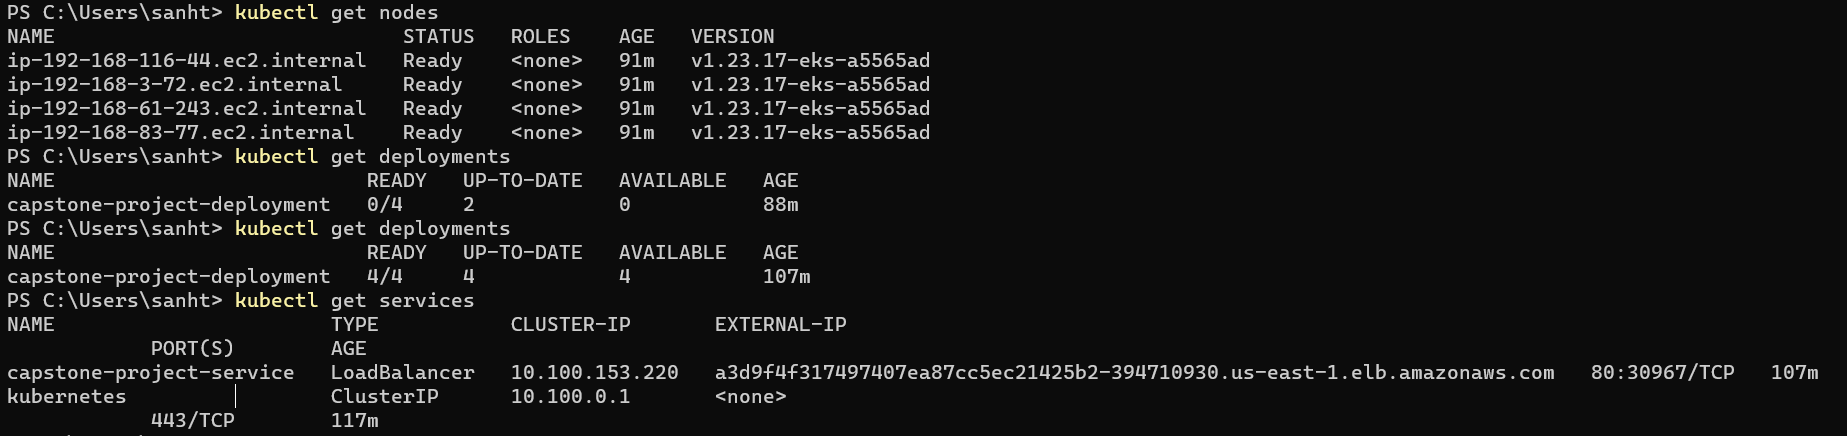 PS C:\Users\sanht> kubectl get nodes
NAME                             STATUS   ROLES    AGE   VERSION
ip-192-168-116-44.ec2.internal   Ready    <none>   91m   v1.23.17-eks-a5565ad
ip-192-168-3-72.ec2.internal     Ready    <none>   91m   v1.23.17-eks-a5565ad
ip-192-168-61-243.ec2.internal   Ready    <none>   91m   v1.23.17-eks-a5565ad
ip-192-168-83-77.ec2.internal    Ready    <none>   91m   v1.23.17-eks-a5565ad
PS C:\Users\sanht> kubectl get deployments
NAME                          READY   UP-TO-DATE   AVAILABLE   AGE
capstone-project-deployment   0/4     2            0           88m
PS C:\Users\sanht> kubectl get deployments
NAME                          READY   UP-TO-DATE   AVAILABLE   AGE
capstone-project-deployment   4/4     4            4           107m
PS C:\Users\sanht> kubectl get services
NAME                       TYPE           CLUSTER-IP       EXTERNAL-IP
            PORT(S)        AGE
capstone-project-service   LoadBalancer   10.100.153.220   a3d9f4f317497407ea87cc5ec21425b2-394710930.us-east-1.elb.amazonaws.com   80:30967/TCP   107m
kubernetes                 ClusterIP      10.100.0.1       <none>
            443/TCP        117m